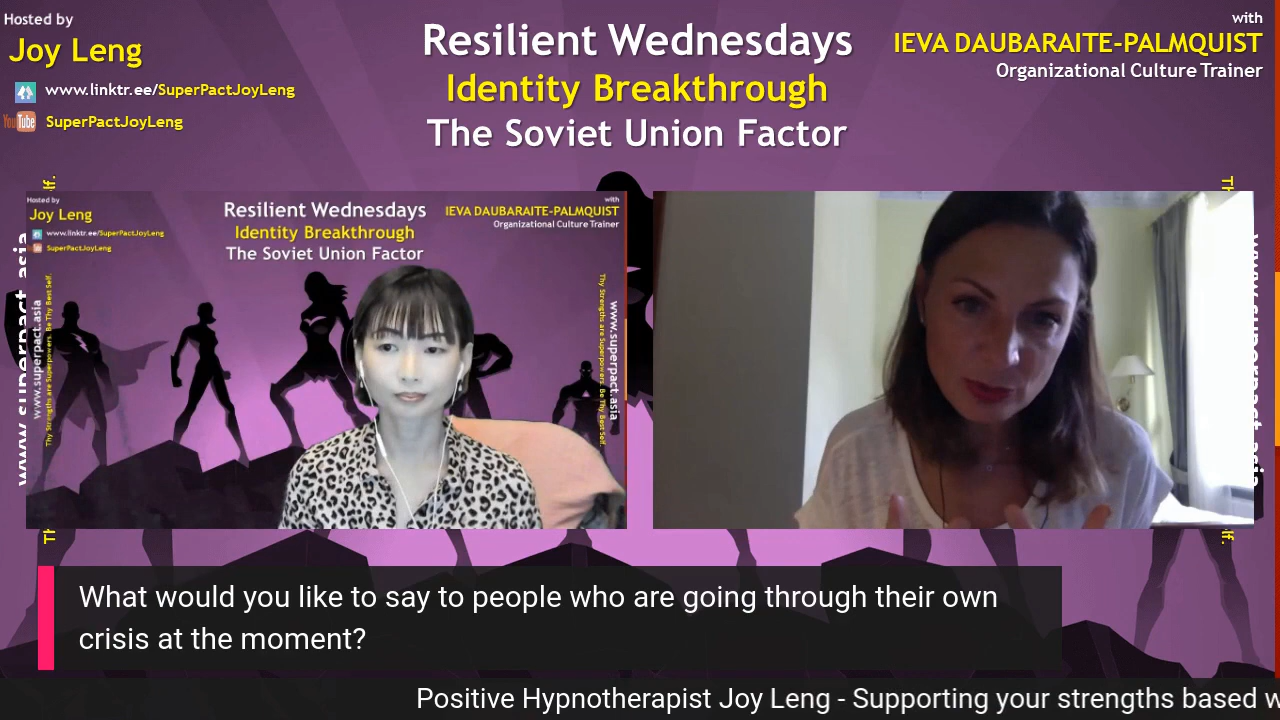 Hosted by
Joy Leng
www.linktr.ee/SuperPactJoyLeng
YouTube SuperPactJoyLeng
Resilient Wednesdays
Identity Breakthrough
The Soviet Union Factor
with
IEVA DAUBARAITE-PALMQUIST
Organizational Culture Trainer
Hosted by
Joy Leng
www.linktr.ee/SuperPactJoyLeng
SuperPactJoyLeng
Resilient Wednesdays
Identity Breakthrough
The Soviet Union Factor
with
IEVA DAUBARAITE-PALMQUIST
Organizational Culture Trainer
www.superpact.asia
www.superpact.asia
Thy Strengths are Superpowers. Be Thy Best Self.
Thy Strengths are Superpowers. Be Thy Best Self.
www.superpact.asia
www.superpact.asia
What would you like to say to people who are going through their own
crisis at the moment?
Positive Hypnotherapist Joy Leng - Supporting your strengths based